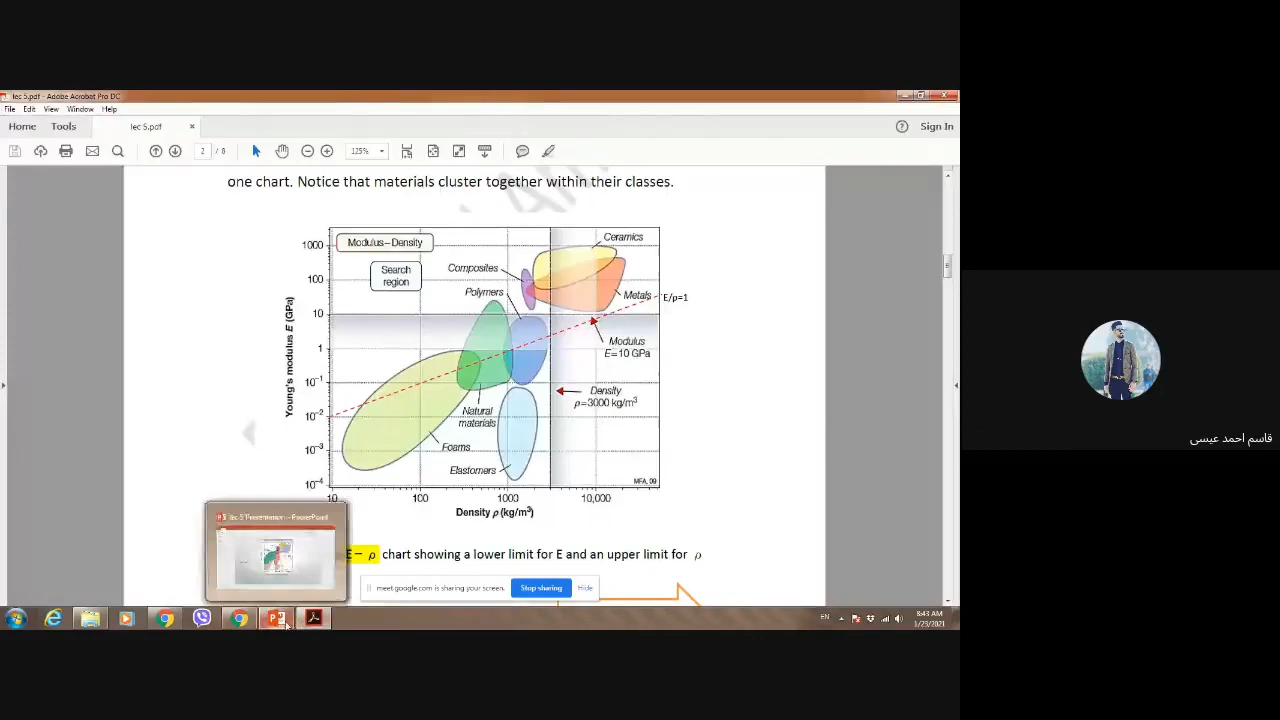 lec 5.pdf - Adobe Acrobat Pro DC
File Edit View Window Help
Home Tools lec 5.pdf × Sign In
2 / 8 125%
one chart. Notice that materials cluster together within their classes.
Modulus–Density
Search
region
Ceramics
Composites
Polymers
Metals
E/ρ=1
Modulus
E=10 GPa
Density
ρ=3000 kg/m³
Natural
materials
Foams
Elastomers
MFA, 09
Young's modulus E (GPa)
1000
100
10
1
10⁻¹
10⁻²
10⁻³
10⁻⁴
10 100 1000 10,000
Density ρ (kg/m³)
lec 5 Presentation - PowerPoint
E – ρ chart showing a lower limit for E and an upper limit for ρ
meet.google.com is sharing your screen. Stop sharing Hide
EN 8:43 AM
1/23/2021
قاسم احمد عيسى